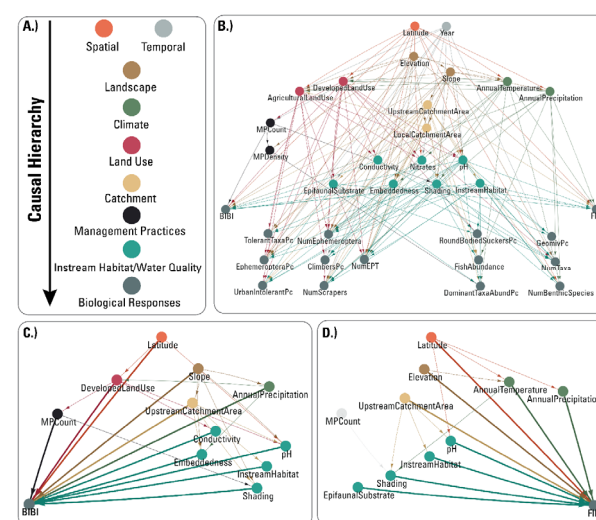 A.)
Spatial
Temporal
Landscape
Climate
Land Use
Catchment
Management Practices
Instream Habitat/Water Quality
Biological Responses
Causal Hierarchy
B.)
Latitude
Year
Elevation
Slope
DevelopedLandUse
AnnualTemperature
AgriculturalLandUse
AnnualPrecipitation
UpstreamCatchmentArea
MPCount
LocalCatchmentArea
MPDensity
Conductivity
Nitrates
pH
EpifaunalSubstrate
Embeddedness
Shading
InstreamHabitat
BIBI
FI
TolerantTaxaPc
NumEphemeroptera
RoundBodiedSuckersPc
GeomivPc
EphemeropteraPc
ClimbersPc
NumEPT
FishAbundance
NumTaxa
UrbanIntolerantPc
NumScrapers
DominantTaxaAbundPc
NumBenthicSpecies
C.)
Latitude
Slope
DevelopedLandUse
AnnualPrecipitation
UpstreamCatchmentArea
MPCount
Conductivity
pH
Embeddedness
InstreamHabitat
Shading
BIBI
D.)
Latitude
Elevation
AnnualTemperature
AnnualPrecipitation
UpstreamCatchmentArea
MPCount
pH
InstreamHabitat
Shading
EpifaunalSubstrate
FI